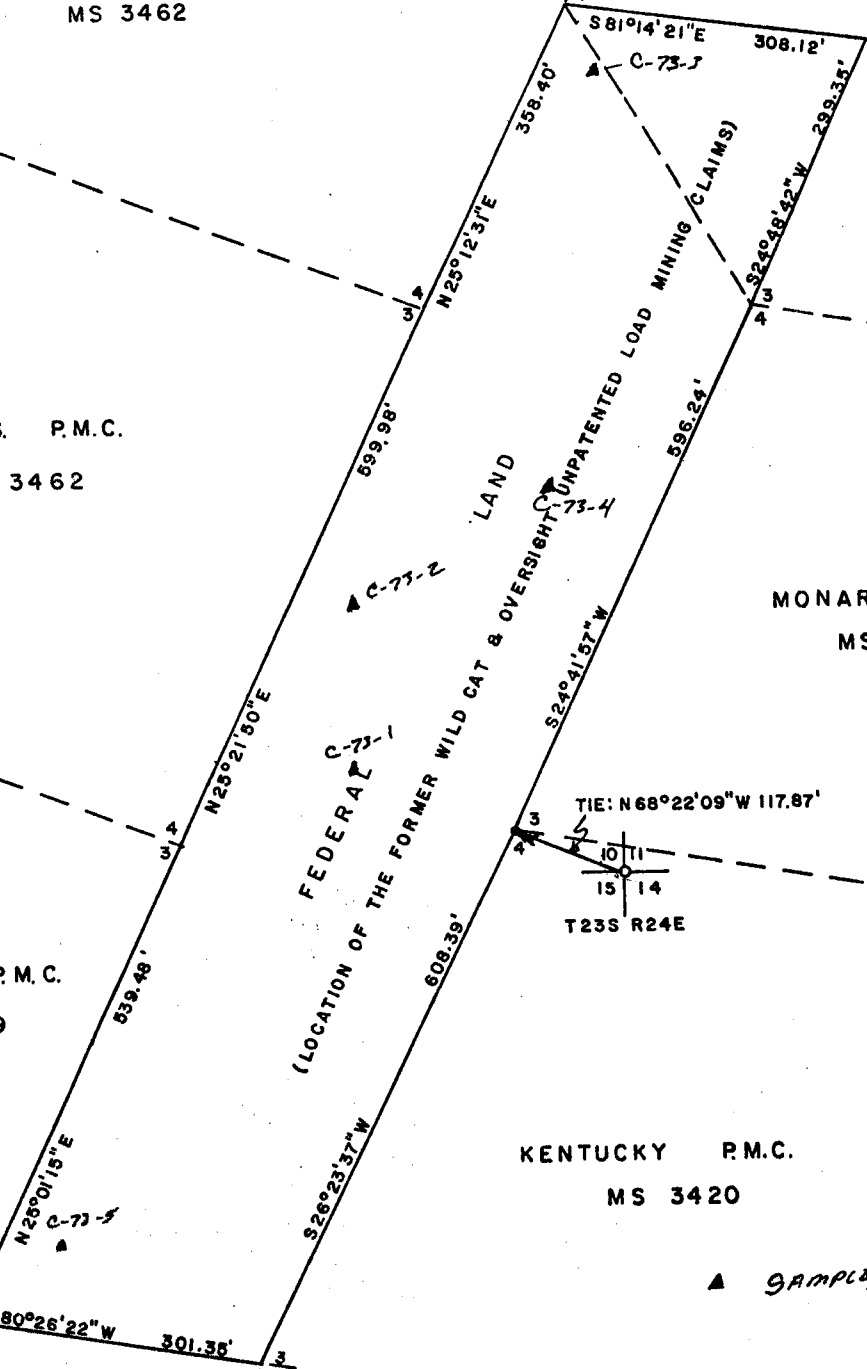 MS 3462
S81°14'21"E
308.12'
C-73-3
358.40'
299.35'
N25°12'31"E
S24°48'42"W
4
3
3
4
599.98'
596.24'
P.M.C.
3462
LAND
C-73-4
C-73-2
(LOCATION OF THE FORMER WILD CAT & OVERSIGHT UNPATENTED LOAD MINING CLAIMS)
MONAR
MS
S24°41'57"W
N25°21'50"E
C-73-1
FEDERAL
TIE: N68°22'09"W 117.87'
3
4
10 11
15 14
T23S R24E
4
3
608.39'
P.M.C.
9
539.48'
KENTUCKY P.M.C.
MS 3420
S26°23'37"W
N25°01'15"E
C-73-5
80°26'22"W
301.35'
3